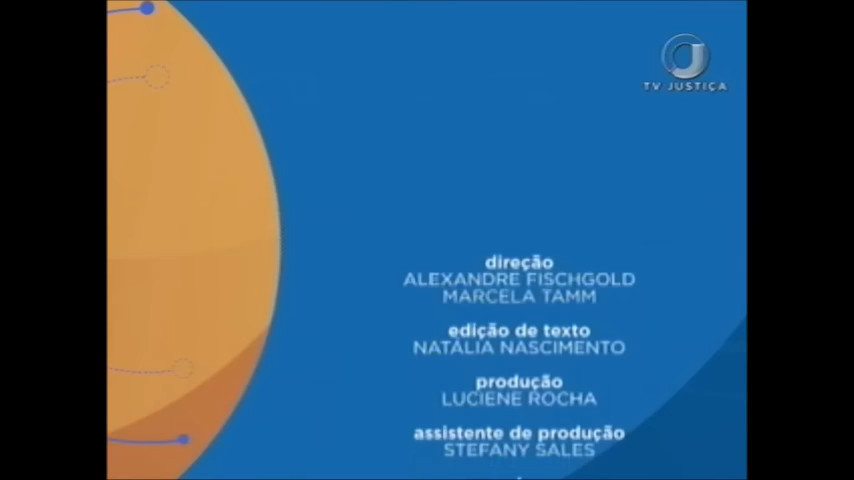 TV JUSTIÇA
direção
ALEXANDRE FISCHGOLD
MARCELA TAMM
edição de texto
NATÁLIA NASCIMENTO
produção
LUCIENE ROCHA
assistente de produção
STEFANY SALES